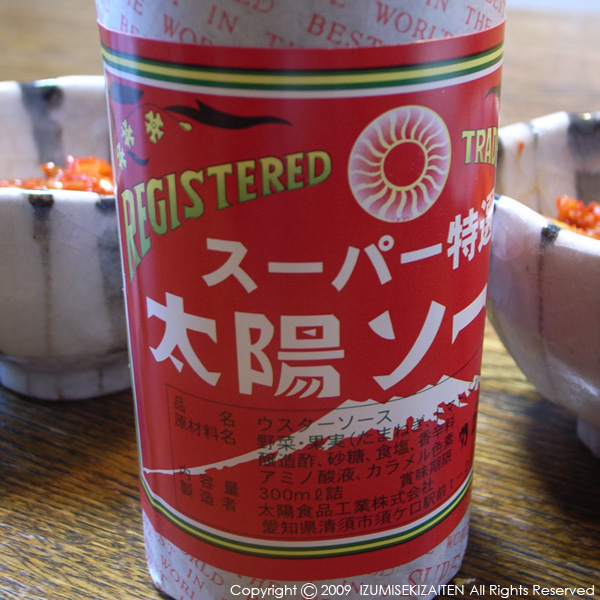 BEST IN THE
IN THE WORLD
REGISTERED
TRAD
スーパー特選
太陽ソー
品 名 ウスターソース
原材料名 野菜・果実(たまねぎ、
醸造酢、砂糖、食塩、香辛料
アミノ酸液、カラメル色素
内容量 300mℓ詰 賞味期限
製造者 太陽食品工業株式会社
愛知県清須市須ケ口駅前1
Copyright © 2009 IZUMISEKIZAITEN All Rights Reserved